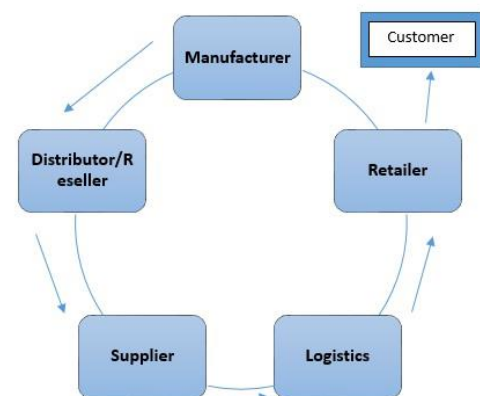 Manufacturer
Customer
Distributor/R
eseller
Retailer
Supplier
Logistics